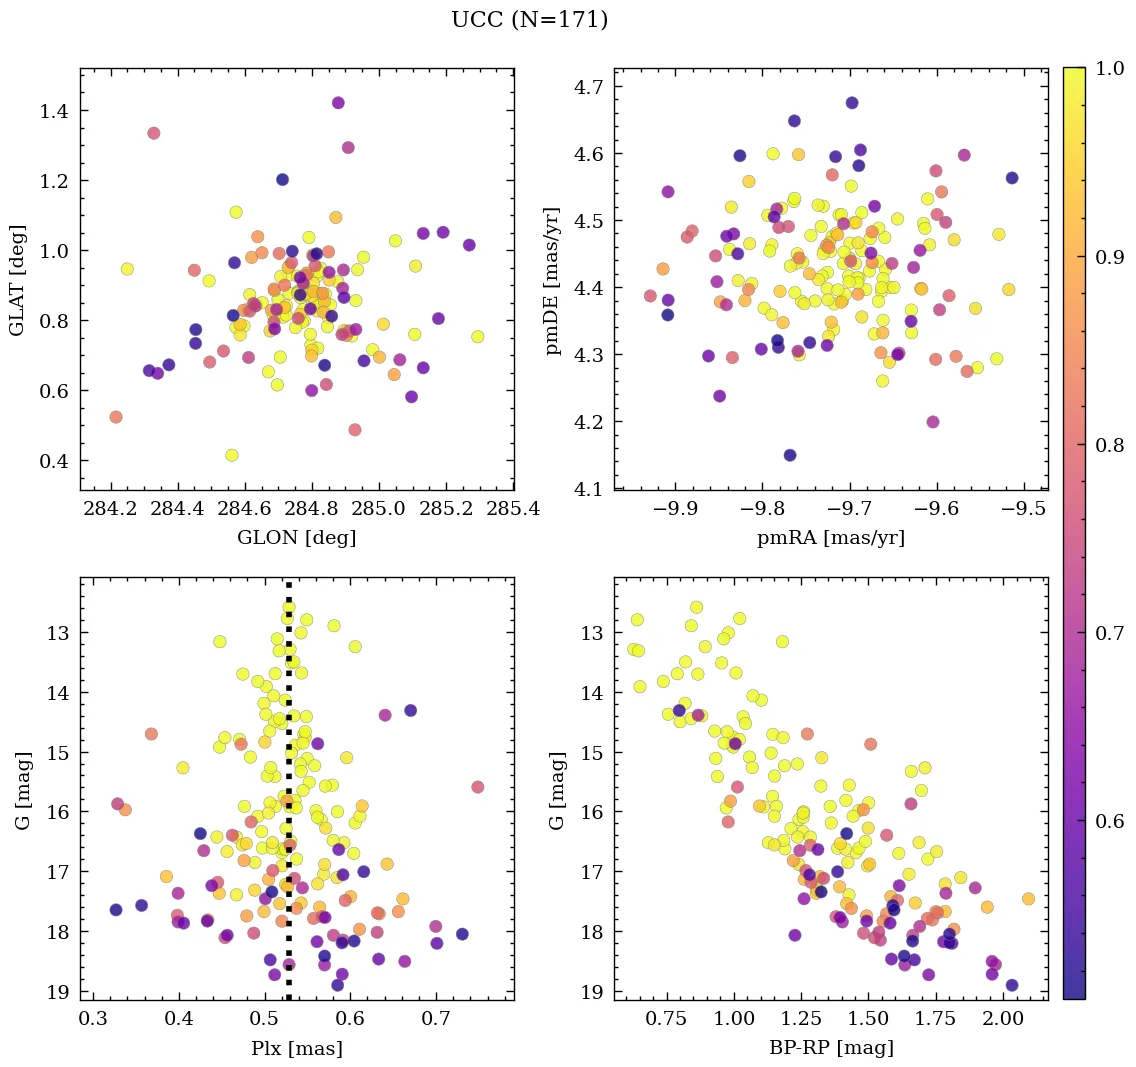 UCC (N=171)
1.4
1.2
1.0
0.8
0.6
0.4
GLAT [deg]
284.2 284.4 284.6 284.8 285.0 285.2 285.4
GLON [deg]
4.7
4.6
4.5
4.4
4.3
4.2
4.1
pmDE [mas/yr]
−9.9 −9.8 −9.7 −9.6 −9.5
pmRA [mas/yr]
1.0
0.9
0.8
0.7
0.6
13
14
15
16
17
18
19
G [mag]
0.3 0.4 0.5 0.6 0.7
Plx [mas]
13
14
15
16
17
18
19
G [mag]
0.75 1.00 1.25 1.50 1.75 2.00
BP-RP [mag]